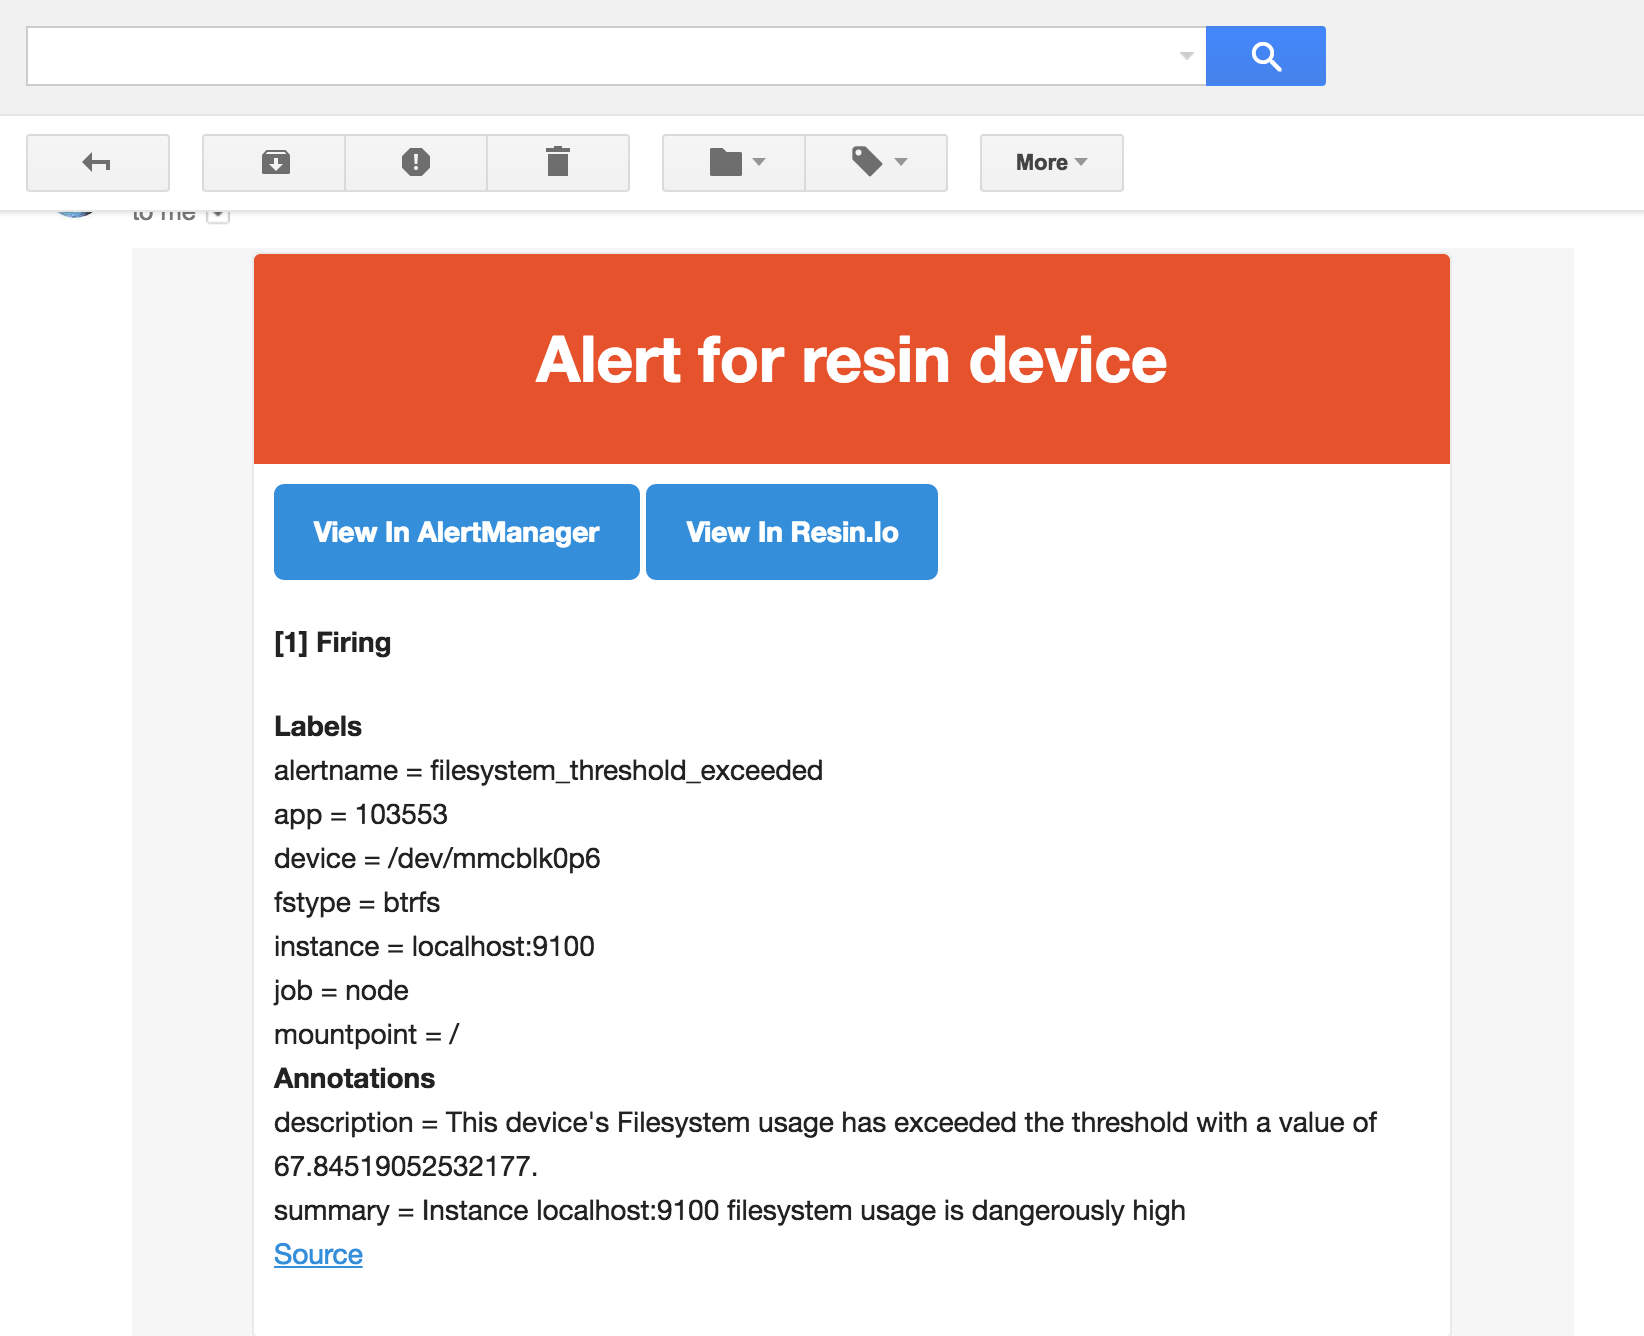 More
to me
Alert for resin device
View In AlertManager
View In Resin.Io
[1] Firing
Labels
alertname = filesystem_threshold_exceeded
app = 103553
device = /dev/mmcblk0p6
fstype = btrfs
instance = localhost:9100
job = node
mountpoint = /
Annotations
description = This device's Filesystem usage has exceeded the threshold with a value of
67.84519052532177.
summary = Instance localhost:9100 filesystem usage is dangerously high
Source